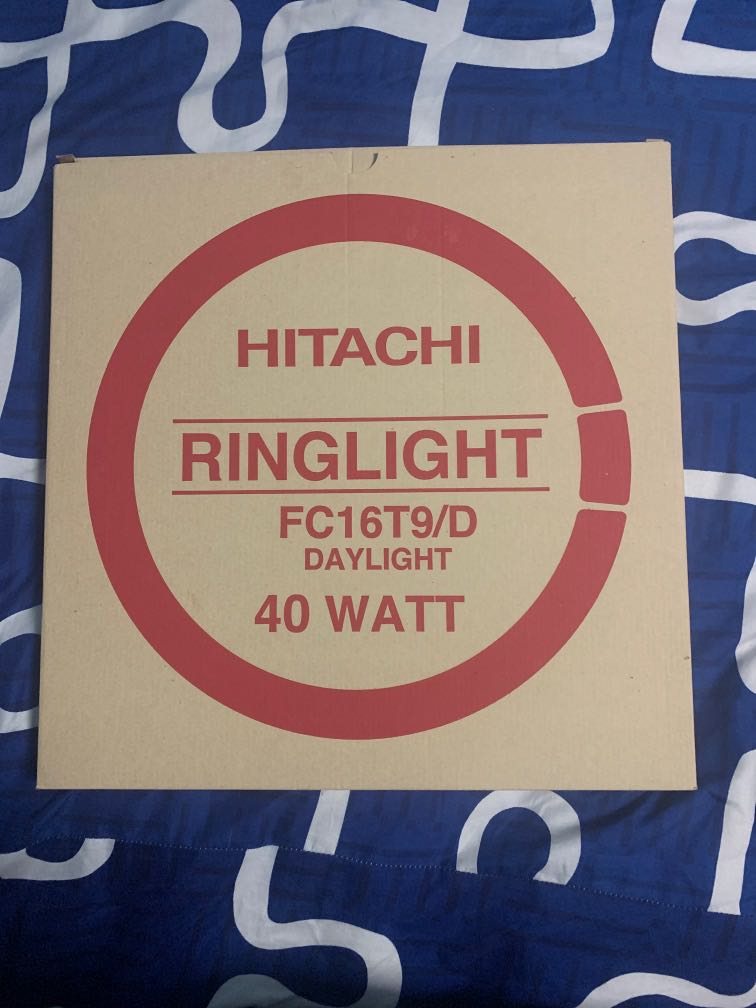 HITACHI
RINGLIGHT
FC16T9/D
DAYLIGHT
40 WATT